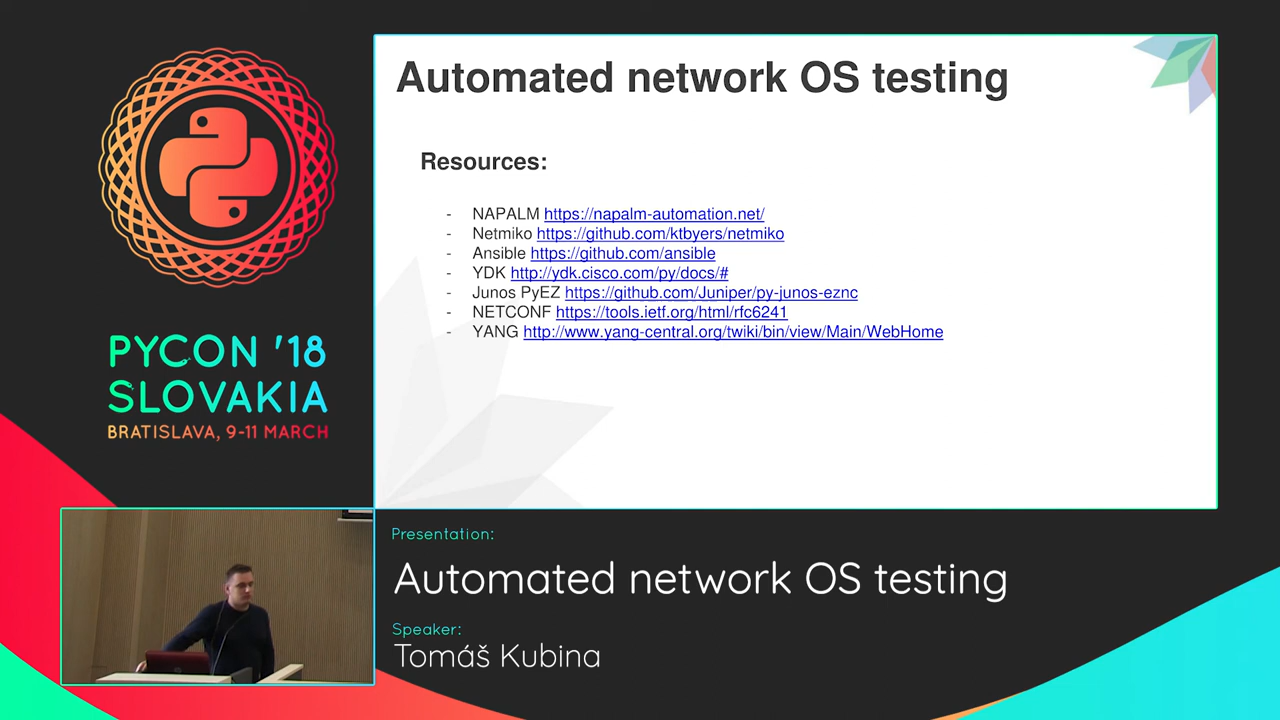 Automated network OS testing
Resources:
- NAPALM https://napalm-automation.net/
- Netmiko https://github.com/ktbyers/netmiko
- Ansible https://github.com/ansible
- YDK http://ydk.cisco.com/py/docs/#
- Junos PyEZ https://github.com/Juniper/py-junos-eznc
- NETCONF https://tools.ietf.org/html/rfc6241
- YANG http://www.yang-central.org/twiki/bin/view/Main/WebHome
PYCON '18
SLOVAKIA
BRATISLAVA, 9-11 MARCH
Presentation:
Automated network OS testing
Speaker:
Tomáš Kubina